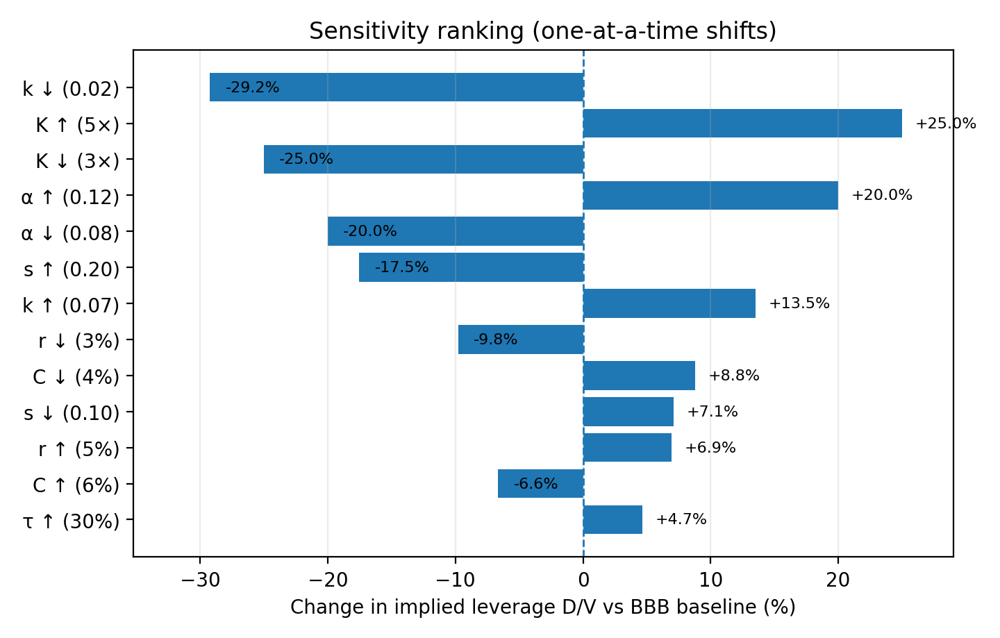 Sensitivity ranking (one-at-a-time shifts)
k ↓ (0.02)
-29.2%
K ↑ (5×)
+25.0%
K ↓ (3×)
-25.0%
α ↑ (0.12)
+20.0%
α ↓ (0.08)
-20.0%
s ↑ (0.20)
-17.5%
k ↑ (0.07)
+13.5%
r ↓ (3%)
-9.8%
C ↓ (4%)
+8.8%
s ↓ (0.10)
+7.1%
r ↑ (5%)
+6.9%
C ↑ (6%)
-6.6%
τ ↑ (30%)
+4.7%
−30
−20
−10
0
10
20
Change in implied leverage D/V vs BBB baseline (%)